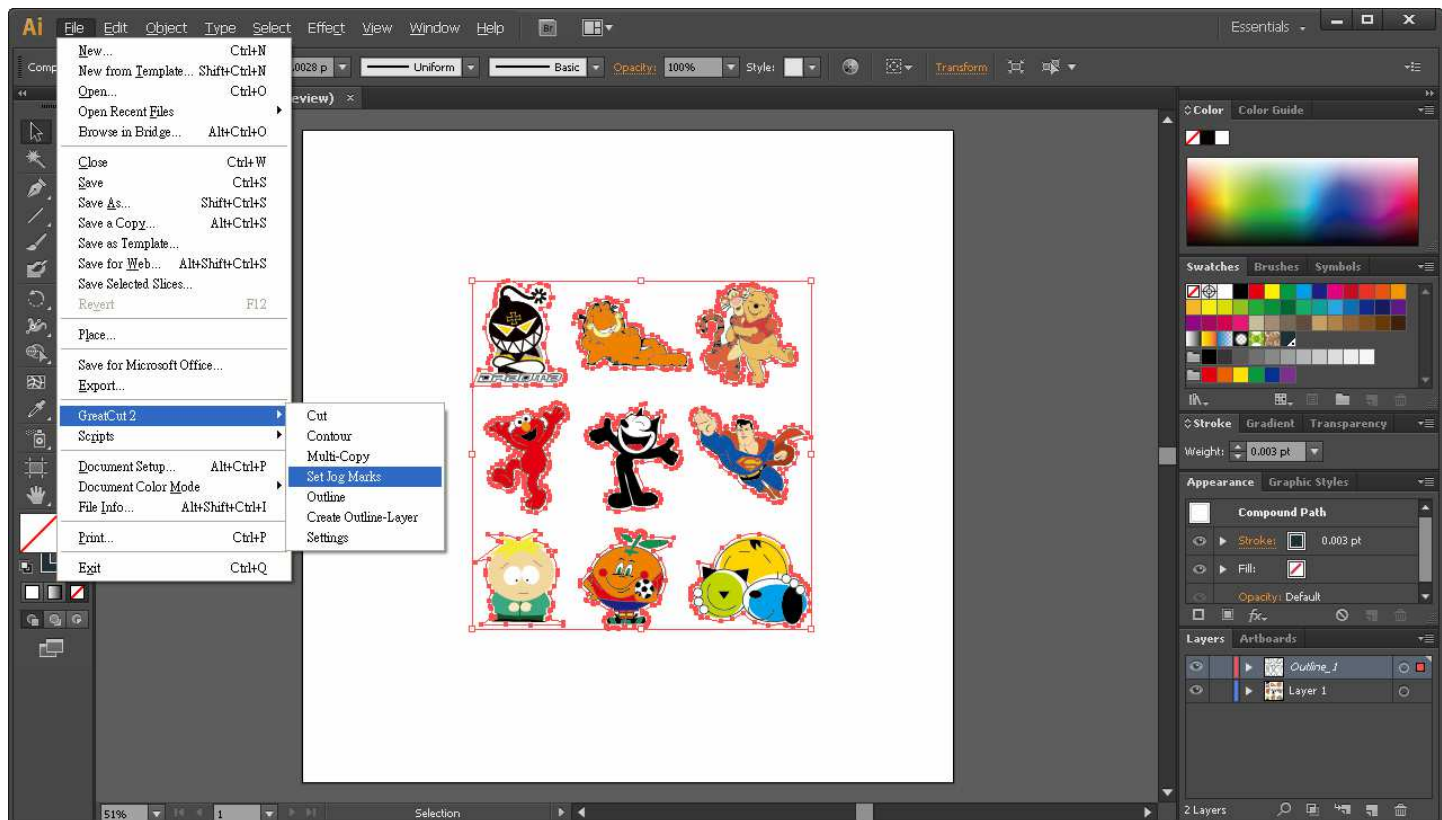 Ai File Edit Object Type Select Effect View Window Help Br Essentials
Comp .0028 p Uniform Basic Opacity: 100% Style: Transform
eview) ×
New... Ctrl+N
New from Template... Shift+Ctrl+N
Open... Ctrl+O
Open Recent Files
Browse in Bridge... Alt+Ctrl+O
Close Ctrl+W
Save Ctrl+S
Save As... Shift+Ctrl+S
Save a Copy... Alt+Ctrl+S
Save as Template...
Save for Web... Alt+Shift+Ctrl+S
Save Selected Slices...
Revert F12
Place...
Save for Microsoft Office...
Export...
GreatCut 2
Scripts
Document Setup... Alt+Ctrl+P
Document Color Mode
File Info... Alt+Shift+Ctrl+I
Print... Ctrl+P
Exit Ctrl+Q
Cut
Contour
Multi-Copy
Set Jog Marks
Outline
Create Outline-Layer
Settings
Color Color Guide
Swatches Brushes Symbols
Stroke Gradient Transparency
Weight: 0.003 pt
Appearance Graphic Styles
Compound Path
Stroke: 0.003 pt
Fill:
Opacity: Default
fx
Layers Artboards
Outline_1
Layer 1
2 Layers
51% 1 Selection